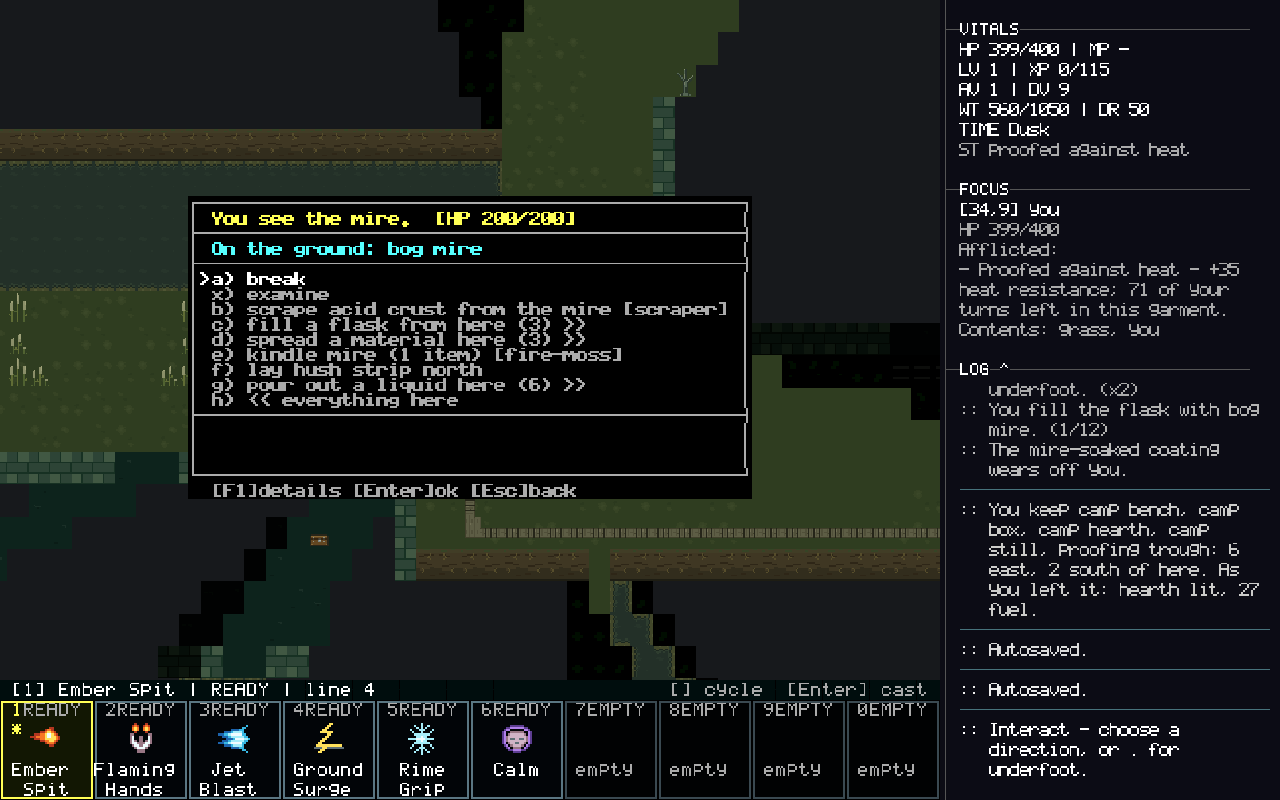 You see the mire.  [HP 200/200]
On the ground: bog mire
>a) break
x) examine
b) scrape acid crust from the mire [scraper]
c) fill a flask from here (3) >>
d) spread a material here (3) >>
e) kindle mire (1 item) [fire-moss]
f) lay hush strip north
g) pour out a liquid here (6) >>
h) << everything here
[F1]details [Enter]ok [Esc]back
VITALS
HP 399/400 | MP -
LV 1 | XP 0/115
AV 1 | DV 9
WT 560/1050 | DR 50
TIME Dusk
ST Proofed against heat
FOCUS
[34,9] You
HP 399/400
Afflicted:
- Proofed against heat - +35
heat resistance; 71 of your
turns left in this garment.
Contents: grass, you
LOG ^
underfoot. (x2)
:: You fill the flask with bog
mire. (1/12)
:: The mire-soaked coating
wears off you.
:: You keep camp bench, camp
box, camp hearth, camp
still, Proofing trough: 6
east, 2 south of here. As
you left it: hearth lit, 27
fuel.
:: Autosaved.
:: Autosaved.
:: Interact - choose a
direction, or . for
underfoot.
[1] Ember Spit | READY | line 4
[] cycle  [Enter] cast
1READY 2READY 3READY 4READY 5READY 6READY 7EMPTY 8EMPTY 9EMPTY 0EMPTY
*
Ember Spit
Flaming Hands
Jet Blast
Ground Surge
Rime Grip
Calm
empty
empty
empty
empty